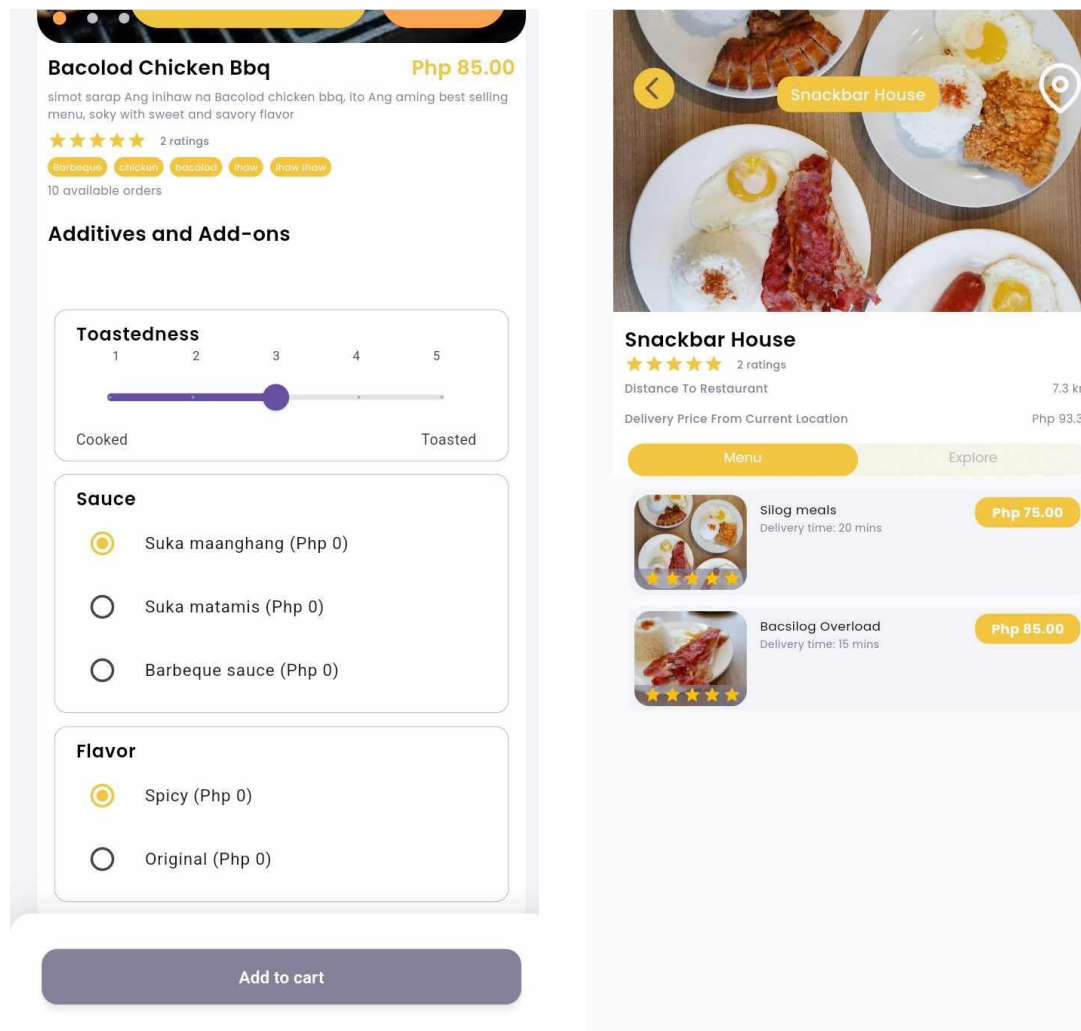 Bacolod Chicken Bbq
Php 85.00
simot sarap Ang inihaw na Bacolod chicken bbq, ito Ang aming best selling
menu, soky with sweet and savory flavor
2 ratings
Barbeque chicken bacolod Ihaw Ihaw Ihaw
10 available orders
Additives and Add-ons
Toastedness
1 2 3 4 5
Cooked Toasted
Sauce
Suka maanghang (Php 0)
Suka matamis (Php 0)
Barbeque sauce (Php 0)
Flavor
Spicy (Php 0)
Original (Php 0)
Add to cart
Snackbar House
Snackbar House
2 ratings
Distance To Restaurant 7.3
Delivery Price From Current Location Php 93.3
Menu Explore
Silog meals Php 75.00
Delivery time: 20 mins
Bacsilog Overload Php 85.00
Delivery time: 15 mins